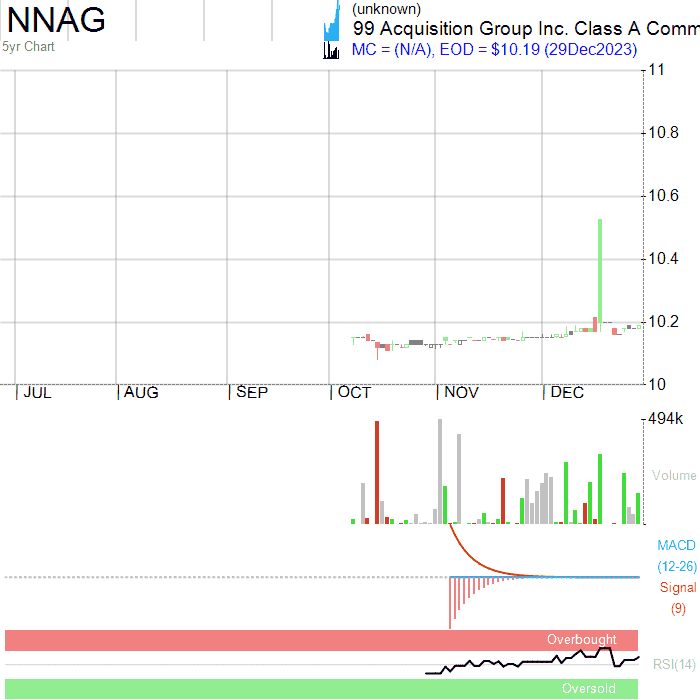 NNAG
(unknown)
99 Acquisition Group Inc. Class A Comm
5yr Chart
MC = (N/A), EOD = $10.19 (29Dec2023)
11
10.8
10.6
10.4
10.2
10
JUL
AUG
SEP
OCT
NOV
DEC
494k
Volume
MACD
(12-26)
Signal
(9)
Overbought
RSI(14)
Oversold